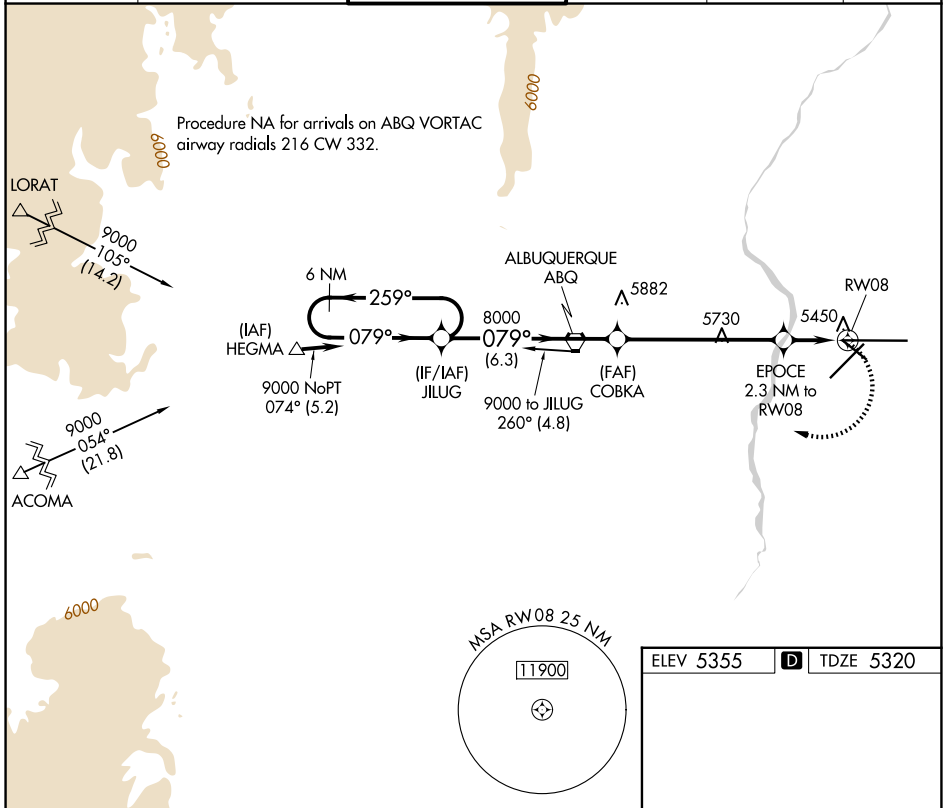 Procedure NA for arrivals on ABQ VORTAC
airway radials 216 CW 332.
6000
6000
LORAT
9000
105°
(14.2)
6 NM
259°
079°
(IAF)
HEGMA
9000 NoPT
074° (5.2)
(IF/IAF)
JILUG
8000
079°
(6.3)
9000 to JILUG
260° (4.8)
ALBUQUERQUE
ABQ
5882
(FAF)
COBKA
5730
5450
RW08
EPOCE
2.3 NM to
RW08
9000
054°
(21.8)
ACOMA
6000
MSA RW08 25 NM
11900
ELEV 5355
D
TDZE 5320